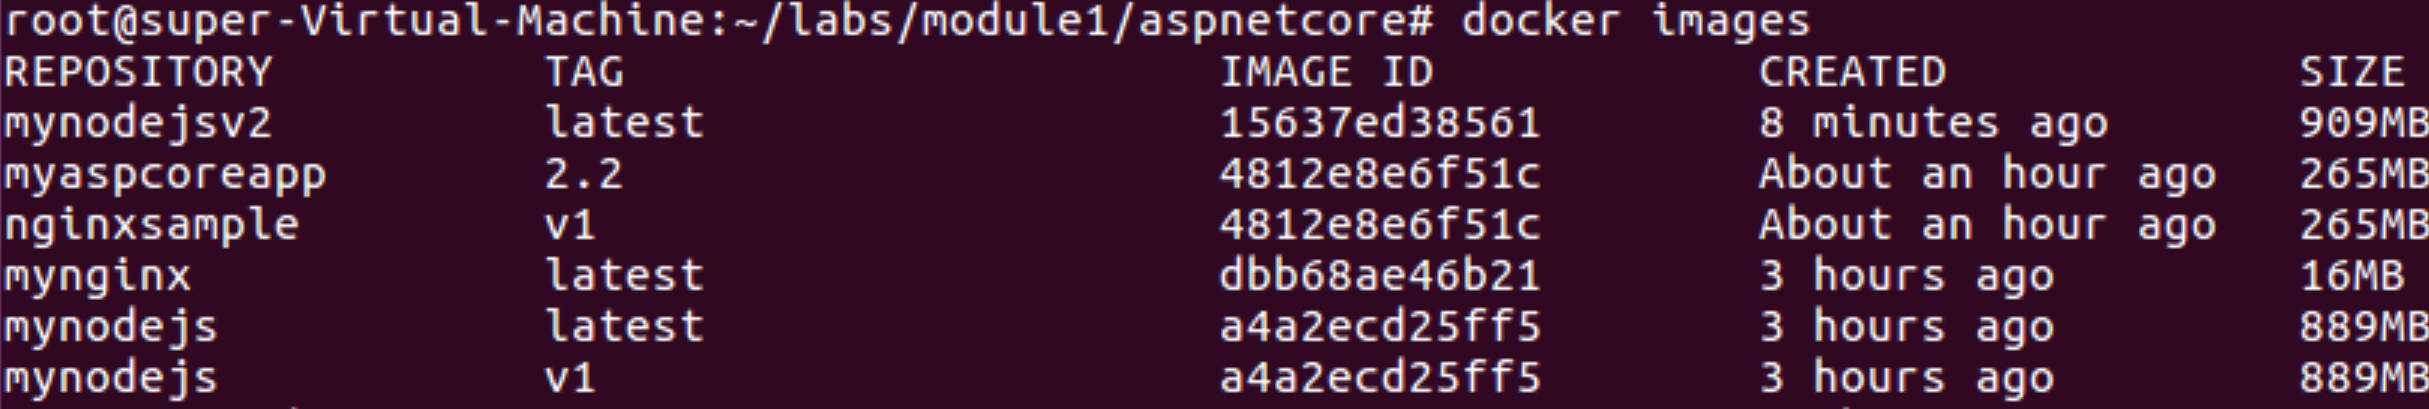 root@super-Virtual-Machine:~/labs/module1/aspnetcore# docker images
REPOSITORY TAG IMAGE ID CREATED SIZE
mynodejsv2 latest 15637ed38561 8 minutes ago 909MB
myaspcoreapp 2.2 4812e8e6f51c About an hour ago 265MB
nginxsample v1 4812e8e6f51c About an hour ago 265MB
mynginx latest dbb68ae46b21 3 hours ago 16MB
mynodejs latest a4a2ecd25ff5 3 hours ago 889MB
mynodejs v1 a4a2ecd25ff5 3 hours ago 889MB